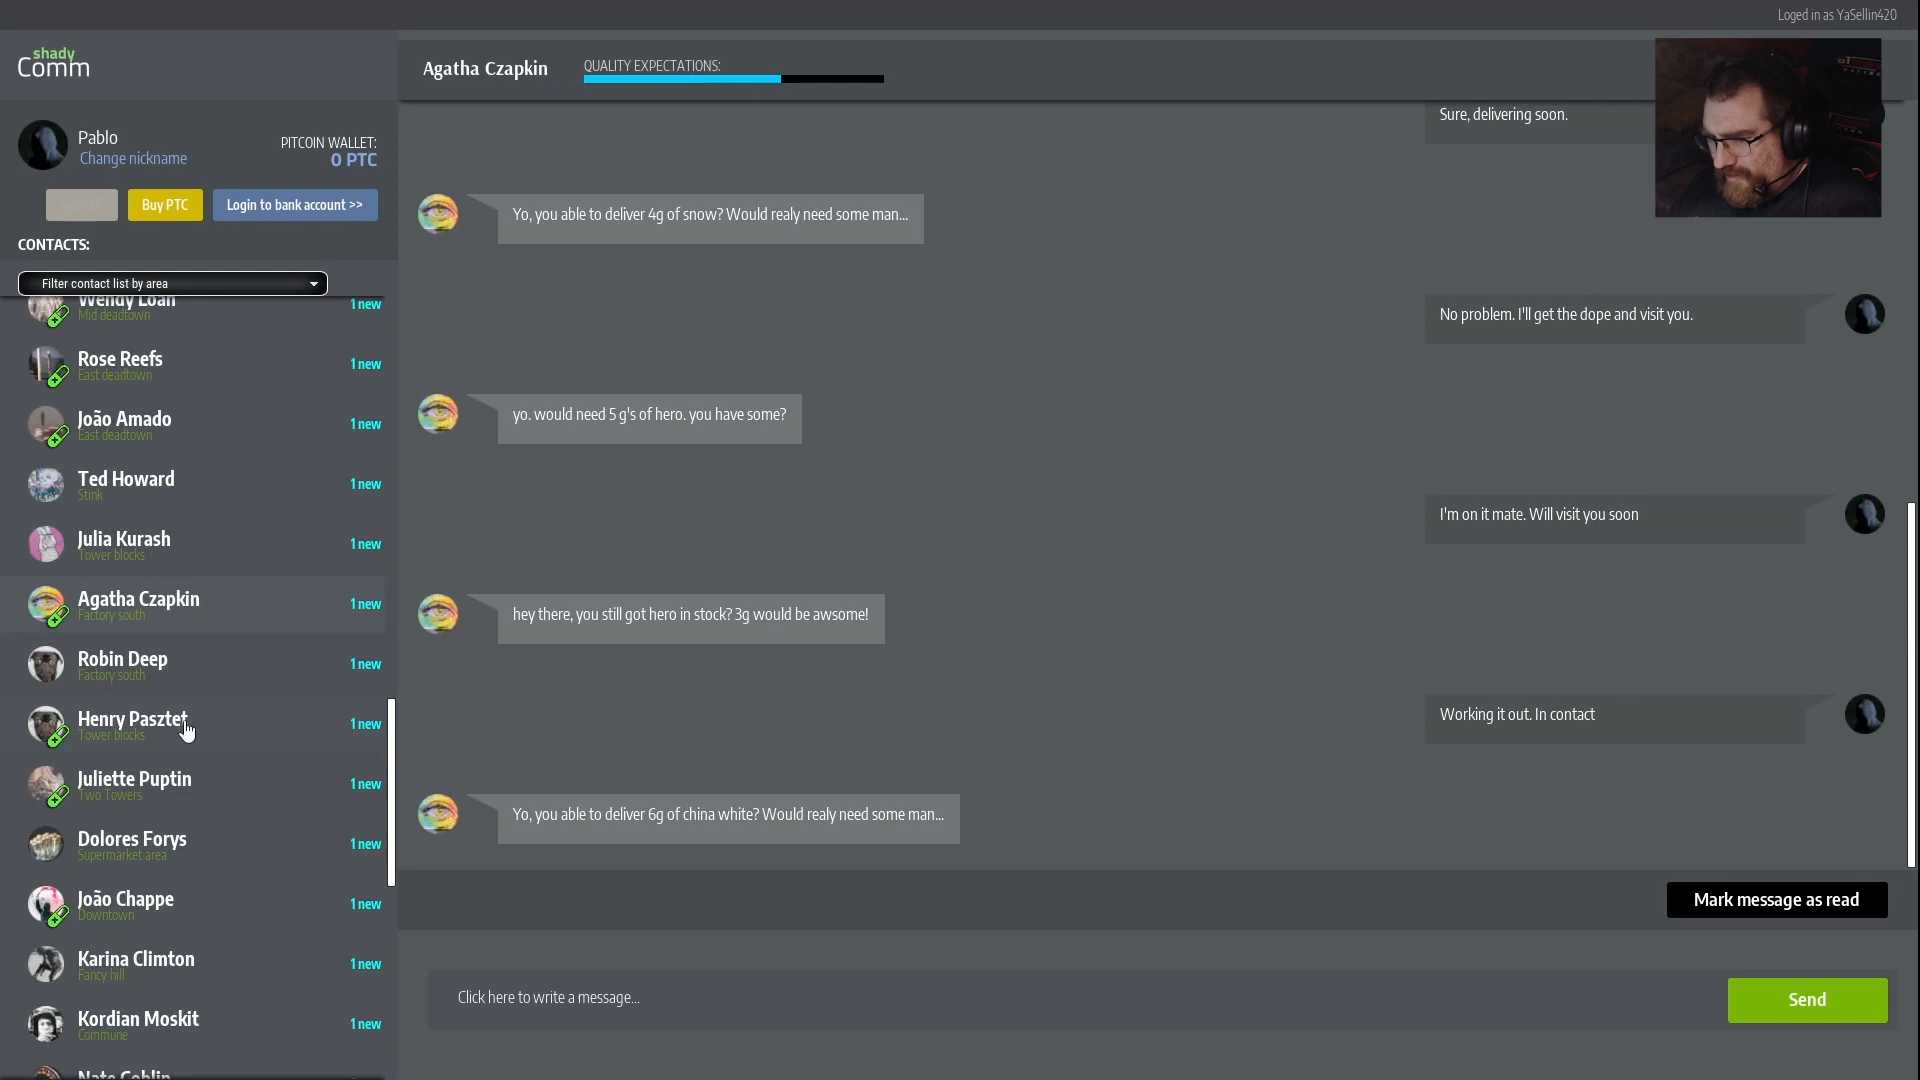 Loged in as YaSellin420
shady
Comm
Pablo
Change nickname
PITCOIN WALLET:
0 PTC
Buy PTC
Login to bank account >>
CONTACTS:
Filter contact list by area
Wendy Loan
Mid deadtown
1 new
Rose Reefs
East deadtown
1 new
João Amado
East deadtown
1 new
Ted Howard
Stink
1 new
Julia Kurash
Tower blocks
1 new
Agatha Czapkin
Factory south
1 new
Robin Deep
Factory south
1 new
Henry Pasztet
Tower blocks
1 new
Juliette Puptin
Two Towers
1 new
Dolores Forys
Supermarket area
1 new
João Chappe
Downtown
1 new
Karina Climton
Fancy hill
1 new
Kordian Moskit
Commune
1 new
Nate Goblin
Agatha Czapkin
QUALITY EXPECTATIONS:
Sure, delivering soon.
Yo, you able to deliver 4g of snow? Would realy need some man...
No problem. I'll get the dope and visit you.
yo. would need 5 g's of hero. you have some?
I'm on it mate. Will visit you soon
hey there, you still got hero in stock? 3g would be awsome!
Working it out. In contact
Yo, you able to deliver 6g of china white? Would realy need some man...
Mark message as read
Click here to write a message...
Send